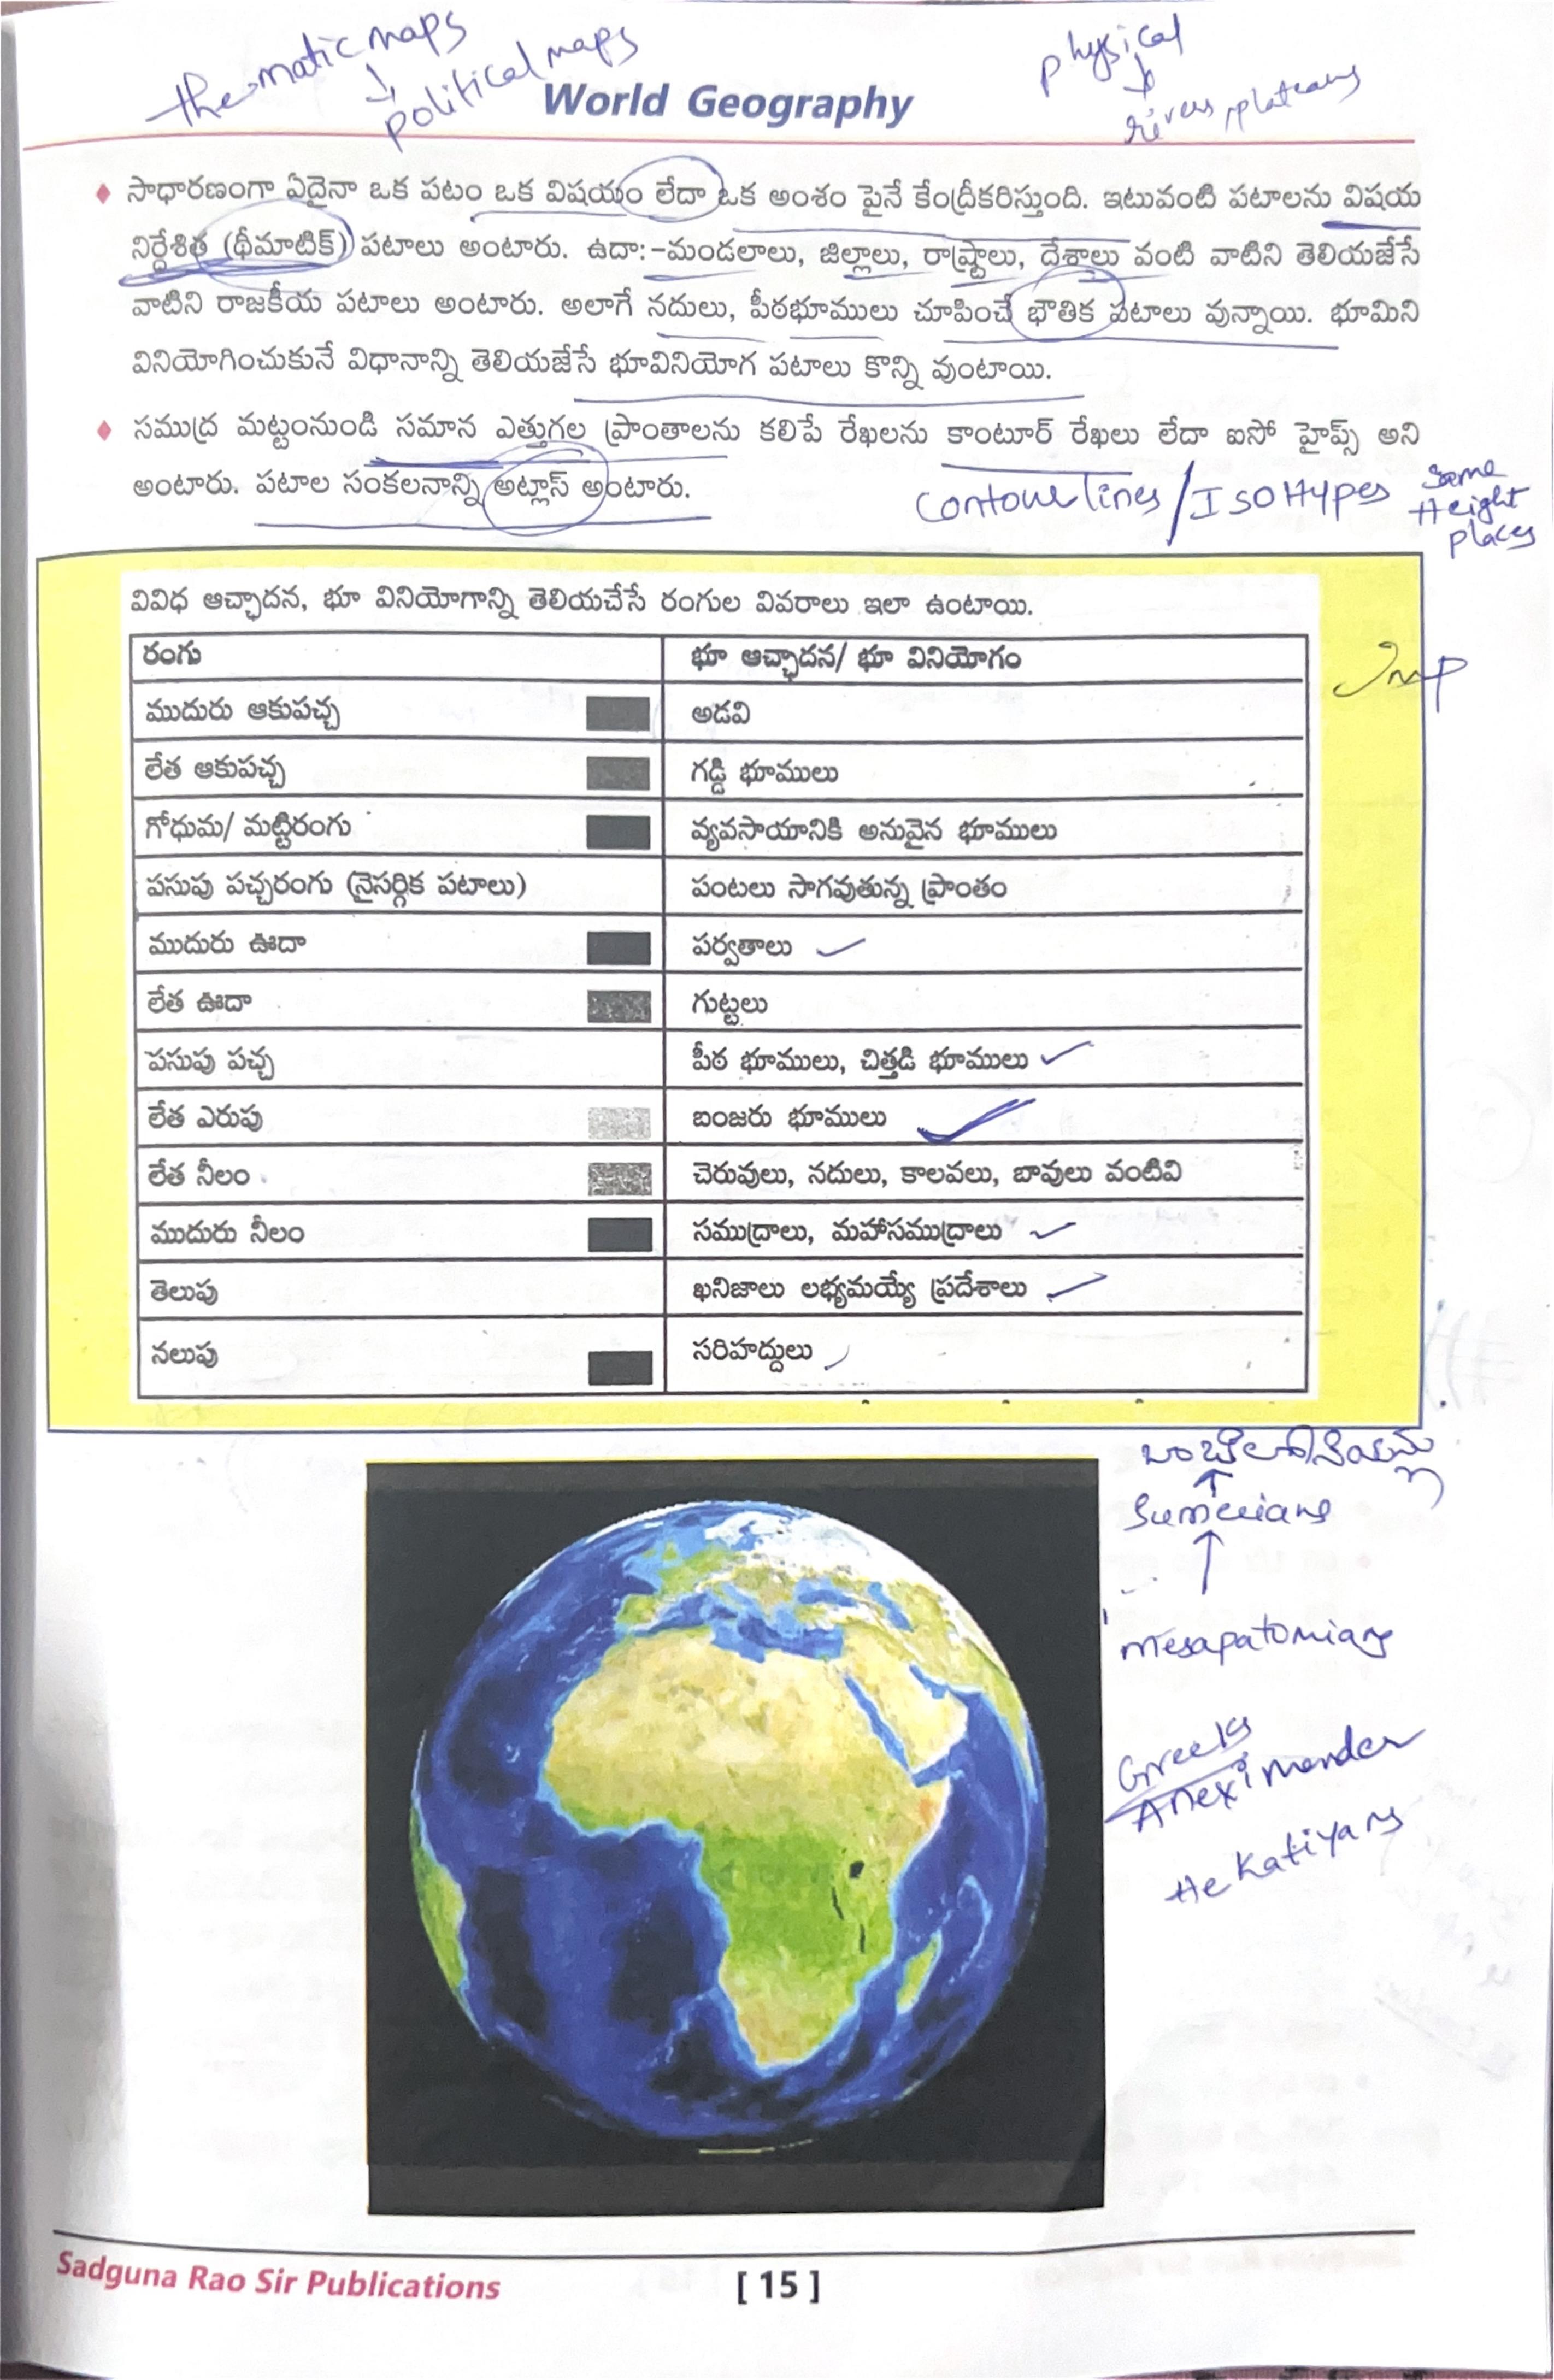 thematic maps
↓
political maps
physical
↓
rivers, plateaus
World Geography
♦ సాధారణంగా ఏదైనా ఒక పటం ఒక విషయం లేదా ఒక అంశం పైనే కేంద్రీకరిస్తుంది. ఇటువంటి పటాలను విషయ
నిర్దేశిత (థీమాటిక్) పటాలు అంటారు. ఉదా:-మండలాలు, జిల్లాలు, రాష్ట్రాలు, దేశాలు వంటి వాటిని తెలియజేసే
వాటిని రాజకీయ పటాలు అంటారు. అలాగే నదులు, పీఠభూములు చూపించే భౌతిక పటాలు వున్నాయి. భూమిని
వినియోగించుకునే విధానాన్ని తెలియజేసే భూవినియోగ పటాలు కొన్ని వుంటాయి.
♦ సముద్ర మట్టంనుండి సమాన ఎత్తుగల ప్రాంతాలను కలిపే రేఖలను కాంటూర్ రేఖలు లేదా ఐసో హైప్స్ అని
అంటారు. పటాల సంకలనాన్ని అట్లాస్ అంటారు.
Contour lines / ISOHypes
Same
Height
places
వివిధ ఆచ్ఛాదన, భూ వినియోగాన్ని తెలియచేసే రంగుల వివరాలు ఇలా ఉంటాయి.
రంగు భూ ఆచ్ఛాదన/ భూ వినియోగం
Imp
ముదురు ఆకుపచ్చ అడవి
లేత ఆకుపచ్చ గడ్డి భూములు
గోధుమ/ మట్టిరంగు వ్యవసాయానికి అనువైన భూములు
పసుపు పచ్చరంగు (నైసర్గిక పటాలు) పంటలు సాగవుతున్న ప్రాంతం
ముదురు ఊదా పర్వతాలు
లేత ఊదా గుట్టలు
పసుపు పచ్చ పీఠ భూములు, చిత్తడి భూములు
లేత ఎరుపు బంజరు భూములు
లేత నీలం చెరువులు, నదులు, కాలవలు, బావులు వంటివి
ముదురు నీలం సముద్రాలు, మహాసముద్రాలు
తెలుపు ఖనిజాలు లభ్యమయ్యే ప్రదేశాలు
నలుపు సరిహద్దులు
Sumerians
↑
mesapatomians
Greeks
Aneximender
Hekatiyans
Sadguna Rao Sir Publications
[ 15 ]